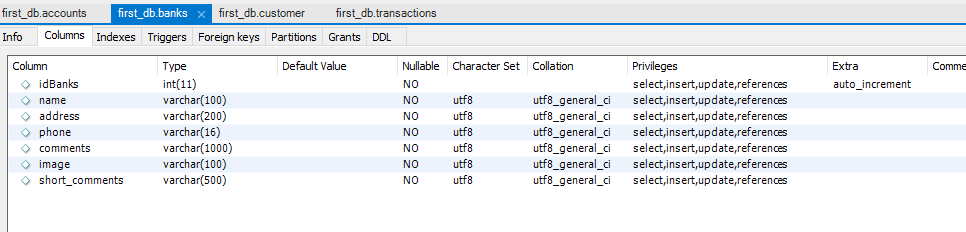 first_db.accounts first_db.banks × first_db.customer first_db.transactions
Info Columns Indexes Triggers Foreign keys Partitions Grants DDL
Column Type Default Value Nullable Character Set Collation Privileges Extra Comme
idBanks int(11) NO select,insert,update,references auto_increment
name varchar(100) NO utf8 utf8_general_ci select,insert,update,references
address varchar(200) NO utf8 utf8_general_ci select,insert,update,references
phone varchar(16) NO utf8 utf8_general_ci select,insert,update,references
comments varchar(1000) NO utf8 utf8_general_ci select,insert,update,references
image varchar(100) NO utf8 utf8_general_ci select,insert,update,references
short_comments varchar(500) NO utf8 utf8_general_ci select,insert,update,references